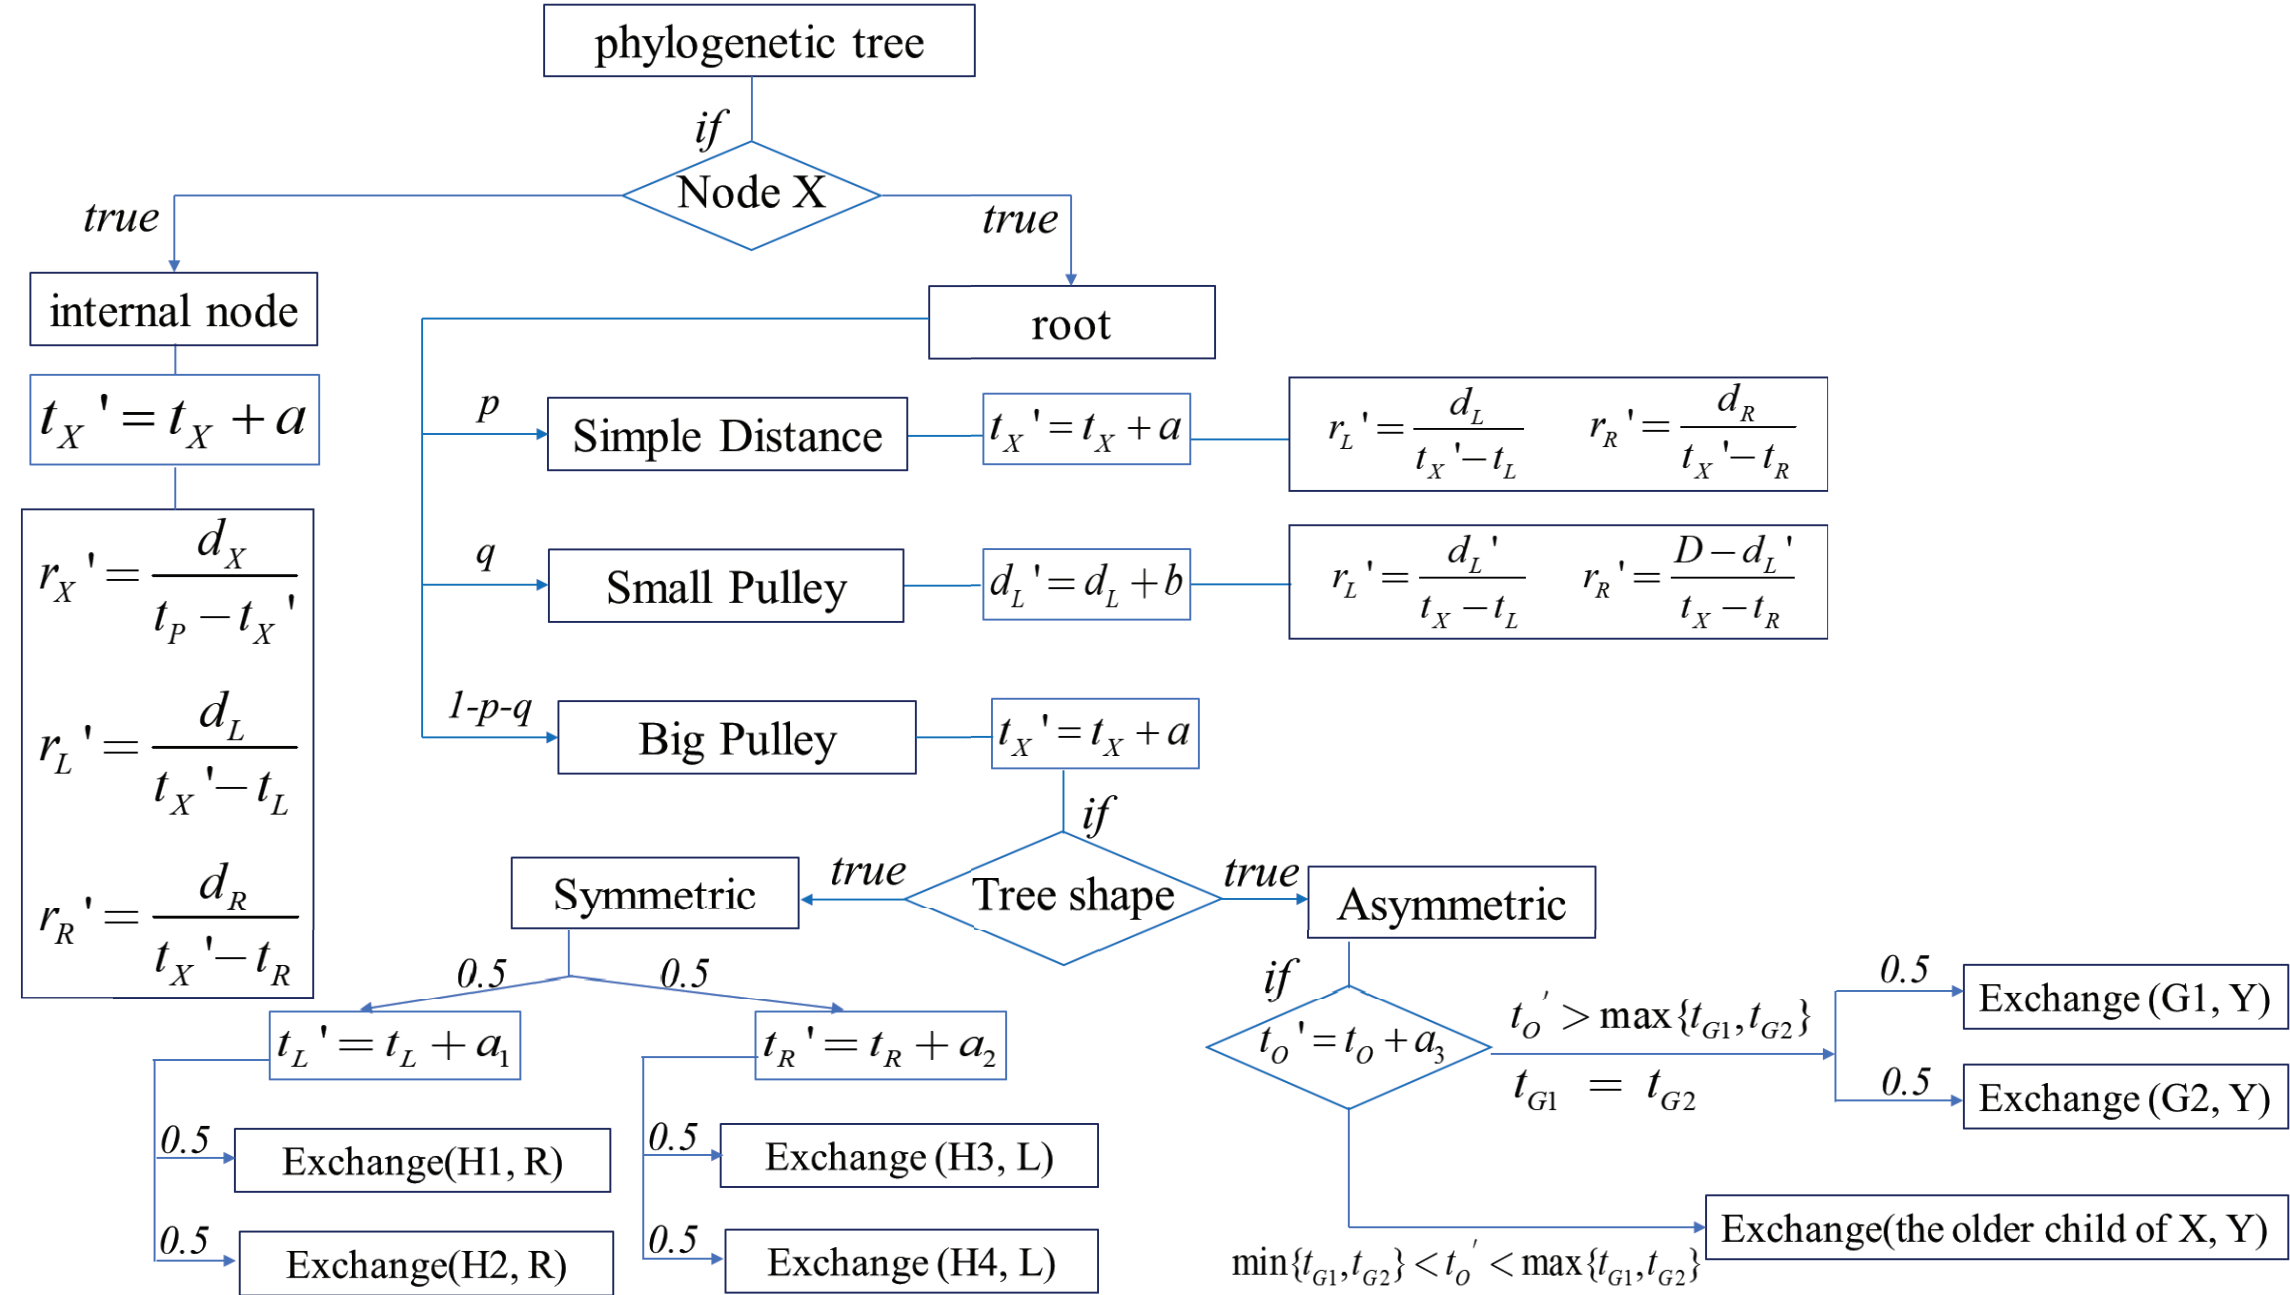 phylogenetic tree
if
Node X
true
true
internal node
root
t_X' = t_X + a
p
Simple Distance
t_X' = t_X + a
r_L' = d_L / (t_X' − t_L)
r_R' = d_R / (t_X' − t_R)
r_X' = d_X / (t_P − t_X')
q
Small Pulley
d_L' = d_L + b
r_L' = d_L' / (t_X − t_L)
r_R' = (D − d_L') / (t_X − t_R)
r_L' = d_L / (t_X' − t_L)
1-p-q
Big Pulley
t_X' = t_X + a
if
r_R' = d_R / (t_X' − t_R)
Symmetric
true
Tree shape
true
Asymmetric
0.5
0.5
if
t_L' = t_L + a_1
t_R' = t_R + a_2
t_O' = t_O + a_3
t_O' > max{t_G1, t_G2}
t_G1 = t_G2
0.5
Exchange (G1, Y)
0.5
Exchange (G2, Y)
0.5
Exchange(H1, R)
0.5
Exchange (H3, L)
0.5
Exchange(H2, R)
0.5
Exchange (H4, L)
Exchange(the older child of X, Y)
min{t_G1, t_G2} < t_O' < max{t_G1, t_G2}